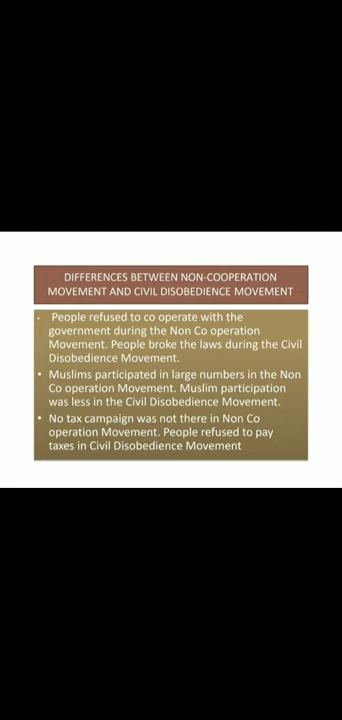 DIFFERENCES BETWEEN NON-COOPERATION
MOVEMENT AND CIVIL DISOBEDIENCE MOVEMENT
• People refused to co operate with the
government during the Non Co operation
Movement. People broke the laws during the Civil
Disobedience Movement.
• Muslims participated in large numbers in the Non
Co operation Movement. Muslim participation
was less in the Civil Disobedience Movement.
• No tax campaign was not there in Non Co
operation Movement. People refused to pay
taxes in Civil Disobedience Movement